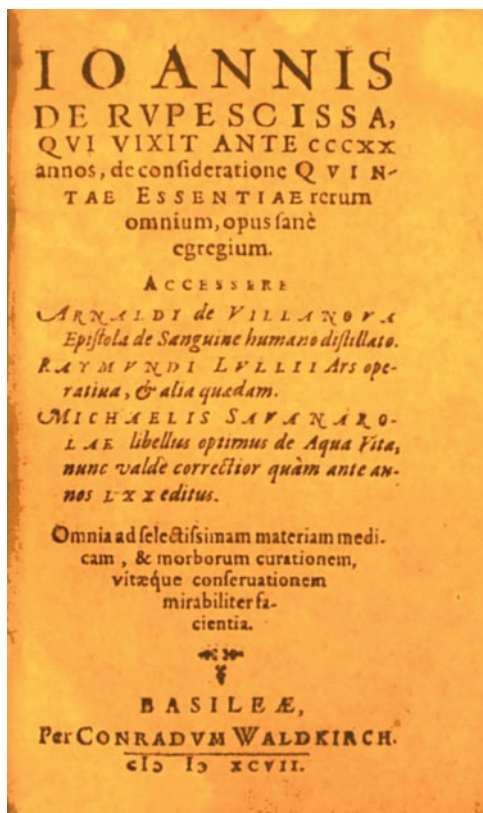 IOANNIS
DE RVPESCISSA,
QVI VIXIT ANTE CCCXX
annos, de conſideratione QVIN-
TAE ESSENTIAE rerum
omnium, opus ſanè
egregium.
ACCESSERE
ARNALDI de VILLANOVA
Epiſtola de Sanguine humano diſtillato.
RAYMVNDI LVLLII Ars ope-
ratiua, & alia quædam.
MICHAELIS SAVANARO-
LAE libellus optimus de Aqua Vitæ,
nunc valdè correctior quàm ante an-
nos LXX editus.
Omnia ad ſelectiſsimam materiam medi-
cam, & morborum curationem,
vitæque conſeruationem
mirabiliter fa-
cientia.
BASILEÆ,
Per CONRADVM WALDKIRCH.
cIↄ Iↄ XCVII.